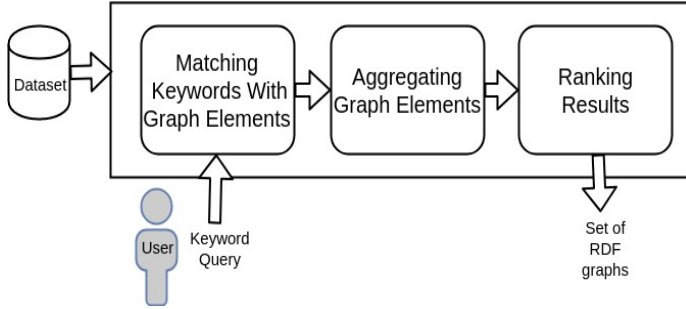 Dataset
Matching
Keywords With
Graph Elements
Aggregating
Graph Elements
Ranking
Results
User
Keyword
Query
Set of
RDF
graphs